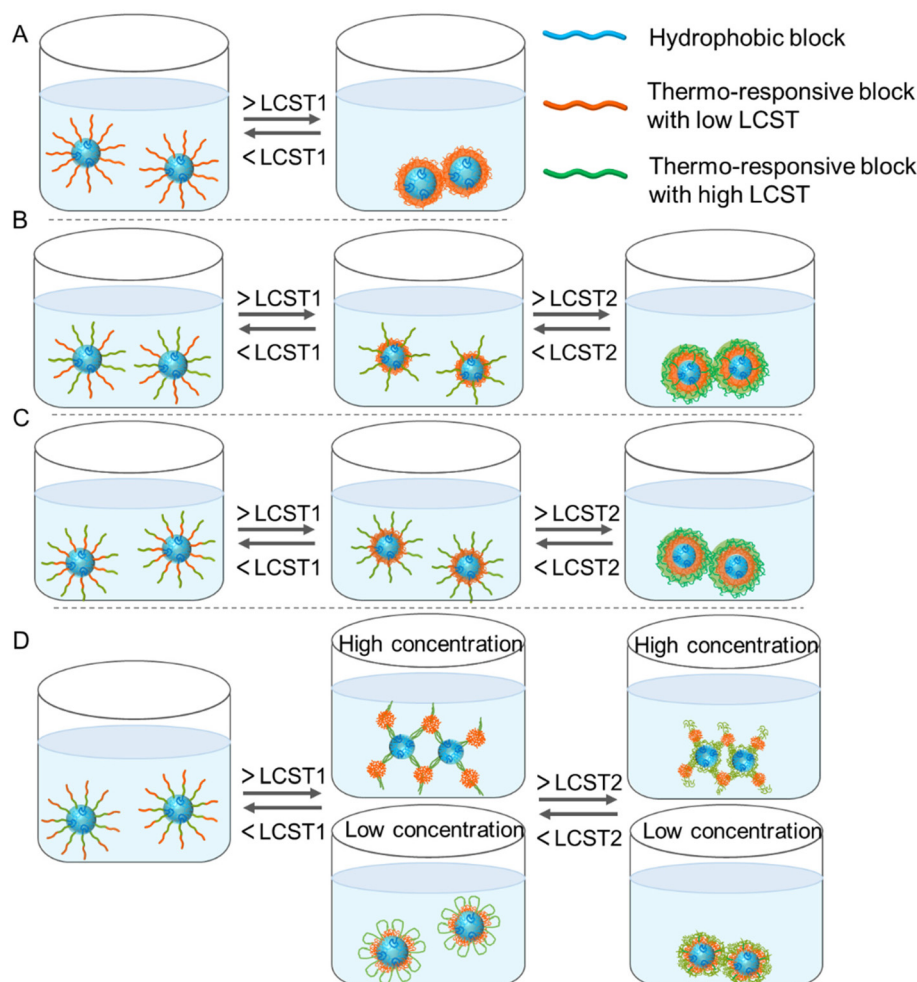 A
> LCST1
< LCST1
Hydrophobic block
Thermo-responsive block
with low LCST
Thermo-responsive block
with high LCST
B
> LCST1
< LCST1
> LCST2
< LCST2
C
> LCST1
< LCST1
> LCST2
< LCST2
D
> LCST1
< LCST1
High concentration
Low concentration
> LCST2
< LCST2
High concentration
Low concentration